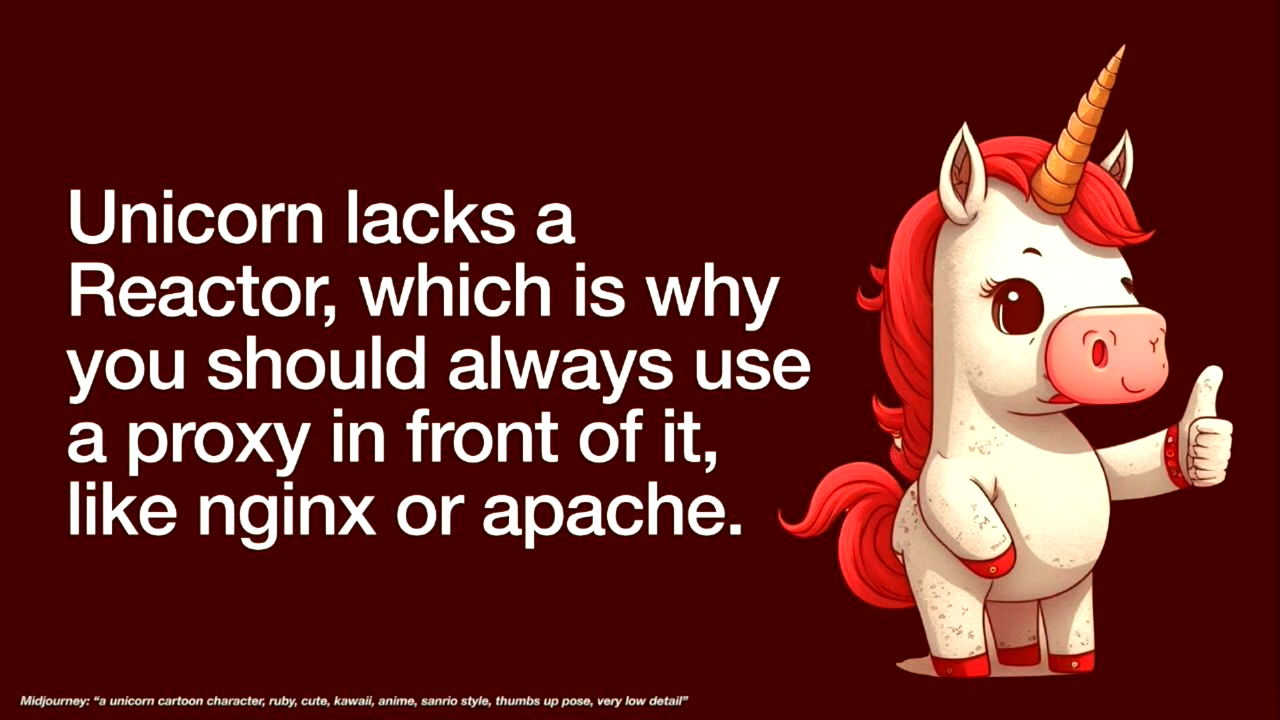 Unicorn lacks a
Reactor, which is why
you should always use
a proxy in front of it,
like nginx or apache.
Midjourney: “a unicorn cartoon character, ruby, cute, kawaii, anime, sanrio style, thumbs up pose, very low detail”